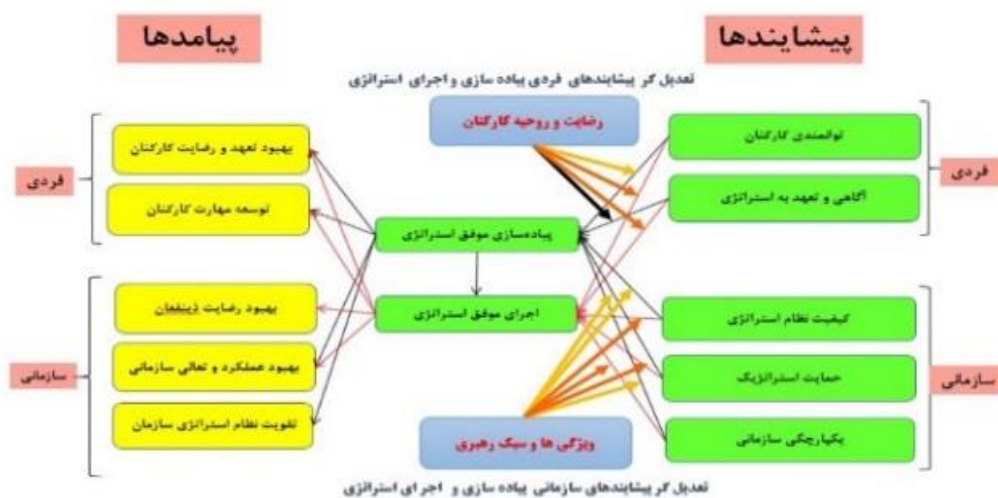 پیشایندها
پیامدها
تعدیل گر پیشایندهای فردی پیاده سازی و اجرای استراتژی
رضایت و روحیه کارکنان
فردی
توانمندی کارکنان
آگاهی و تعهد به استراتژی
سازمانی
کیفیت نظام استراتژی
حمایت استراتژیک
یکپارچگی سازمانی
پیاده‌سازی موفق استراتژی
اجرای موفق استراتژی
فردی
بهبود تعهد و رضایت کارکنان
توسعه مهارت کارکنان
سازمانی
بهبود رضایت ذینفعان
بهبود عملکرد و تعالی سازمانی
تقویت نظام استراتژی سازمان
ویژگی ها و سبک رهبری
تعدیل گر پیشایندهای سازمانی پیاده سازی و اجرای استراتژی